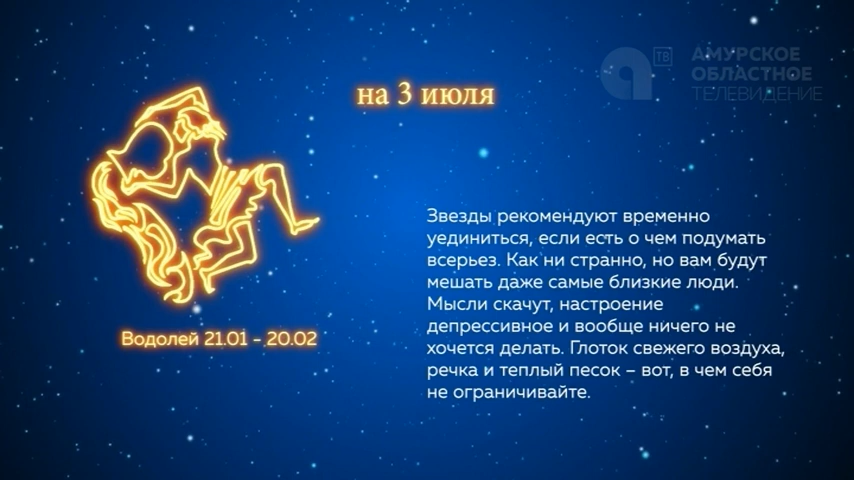 на 3 июля
ТВ
АМУРСКОЕ
ОБЛАСТНОЕ
ТЕЛЕВИДЕНИЕ
Звезды рекомендуют временно
уединиться, если есть о чем подумать
всерьез. Как ни странно, но вам будут
мешать даже самые близкие люди.
Мысли скачут, настроение
депрессивное и вообще ничего не
хочется делать. Глоток свежего воздуха,
речка и теплый песок – вот, в чем себя
не ограничивайте.
Водолей 21.01 - 20.02